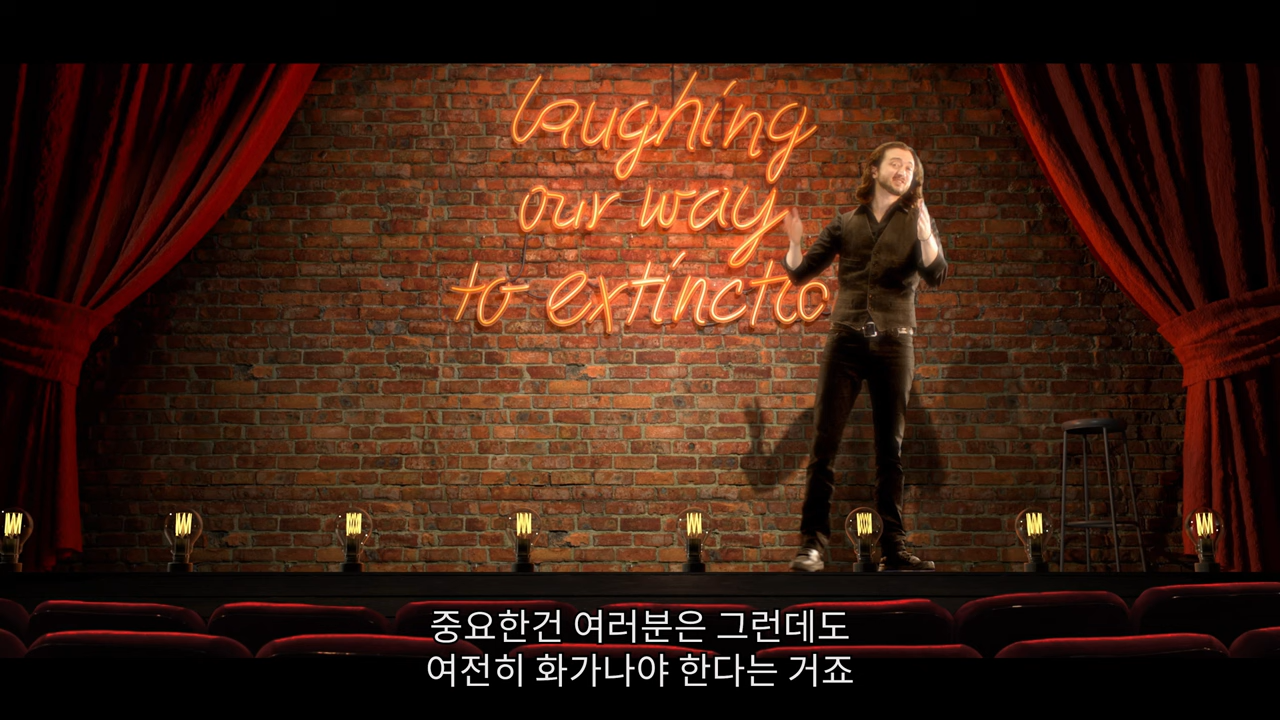 laughing
our way
to extinctio
중요한건 여러분은 그런데도
여전히 화가나야 한다는 거죠